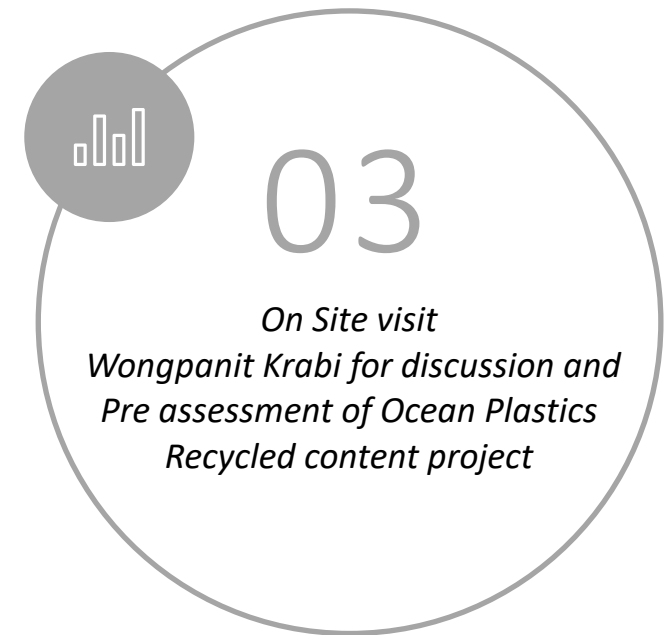 03
On Site visit
Wongpanit Krabi for discussion and
Pre assessment of Ocean Plastics
Recycled content project